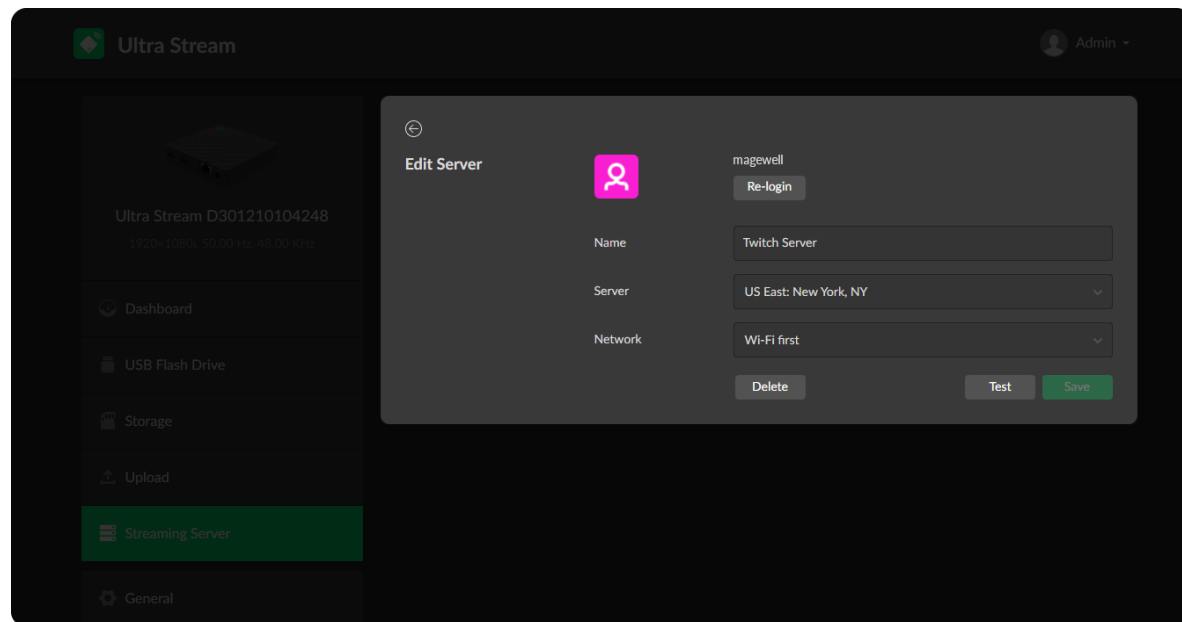 Ultra Stream
Admin
Edit Server
magewell
Re-login
Ultra Stream D301210104248
1920×1080i, 50.00 Hz, 48.00 KHz
Name
Twitch Server
Server
US East: New York, NY
Network
Wi-Fi first
Delete
Test
Save
Dashboard
USB Flash Drive
Storage
Upload
Streaming Server
General